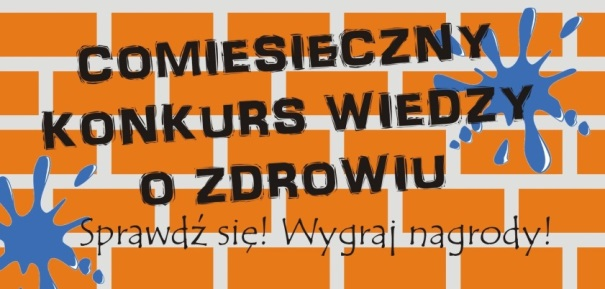 COMIESIECZNY
KONKURS WIEDZY
O ZDROWIU
Sprawdź się! Wygraj nagrody!